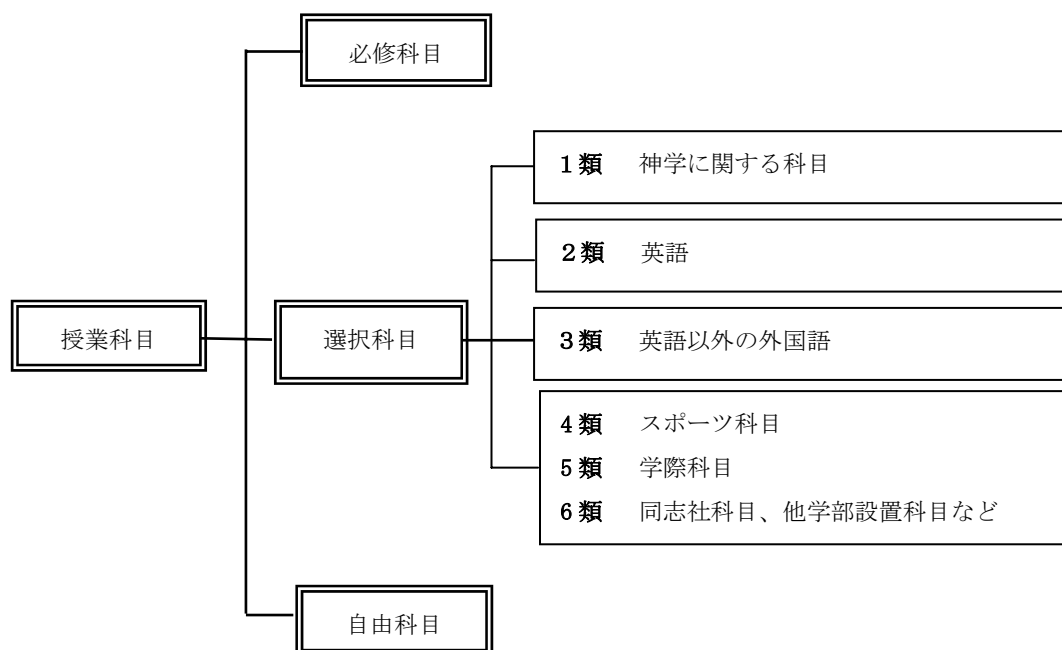 必修科目
1類 神学に関する科目
2類 英語
授業科目
選択科目
3類 英語以外の外国語
4類 スポーツ科目
5類 学際科目
6類 同志社科目、他学部設置科目など
自由科目